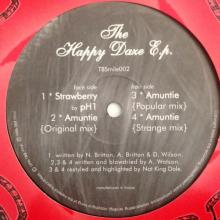 The
Happy Daze E.p.
TBSmile002
1 * Strawberry
by pH1
2 * Amuntie
{Original mix}
3 * Amuntie
{Popular mix}
4 * Amuntie
{Strange mix}
1 written by N. Britton, A. Britton & D. Wilson.
2, 3 & 4 written and blowdried by A. Watson.
3 & 4 restyled and highlighted by Nat King Dole.